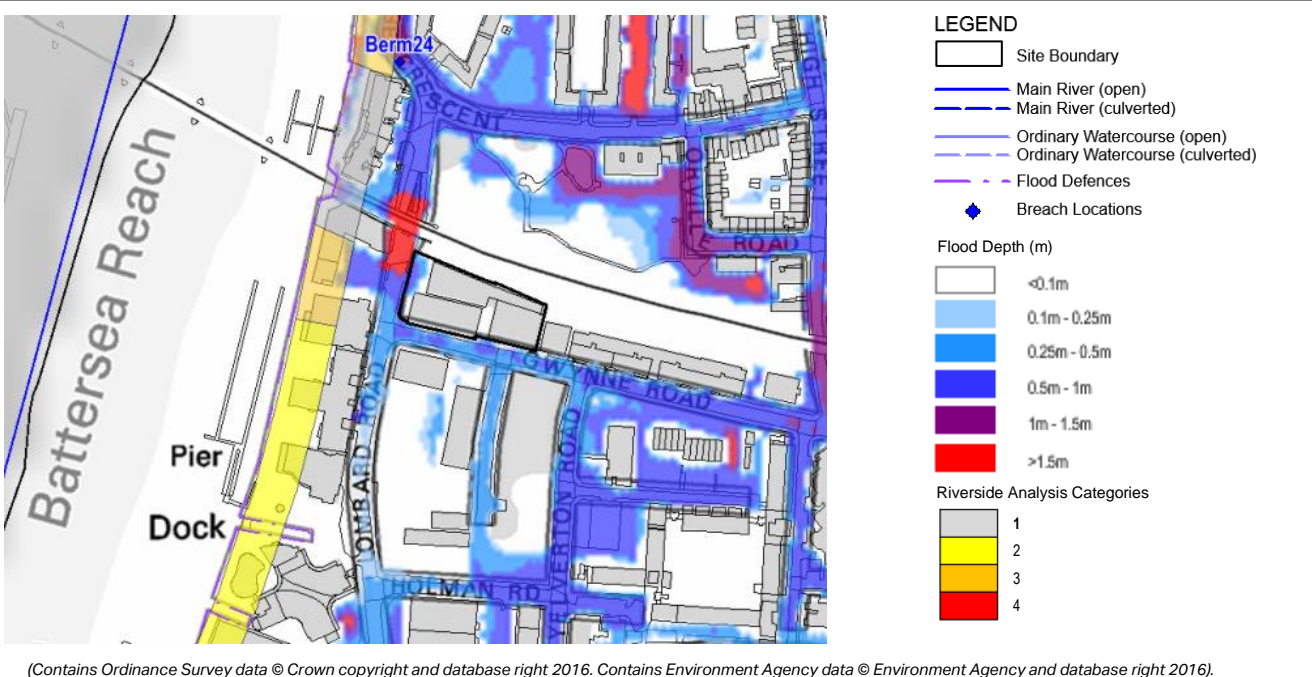 Berm24
CRESCENT
HIGH STREET
Battersea Reach
ORVILLE ROAD
GWYNNE ROAD
LOMBARD ROAD
YELVERTON ROAD
Pier
Dock
HOLMAN RD
LEGEND
Site Boundary
Main River (open)
Main River (culverted)
Ordinary Watercourse (open)
Ordinary Watercourse (culverted)
Flood Defences
Breach Locations
Flood Depth (m)
<0.1m
0.1m - 0.25m
0.25m - 0.5m
0.5m - 1m
1m - 1.5m
>1.5m
Riverside Analysis Categories
1
2
3
4
(Contains Ordinance Survey data © Crown copyright and database right 2016. Contains Environment Agency data © Environment Agency and database right 2016).